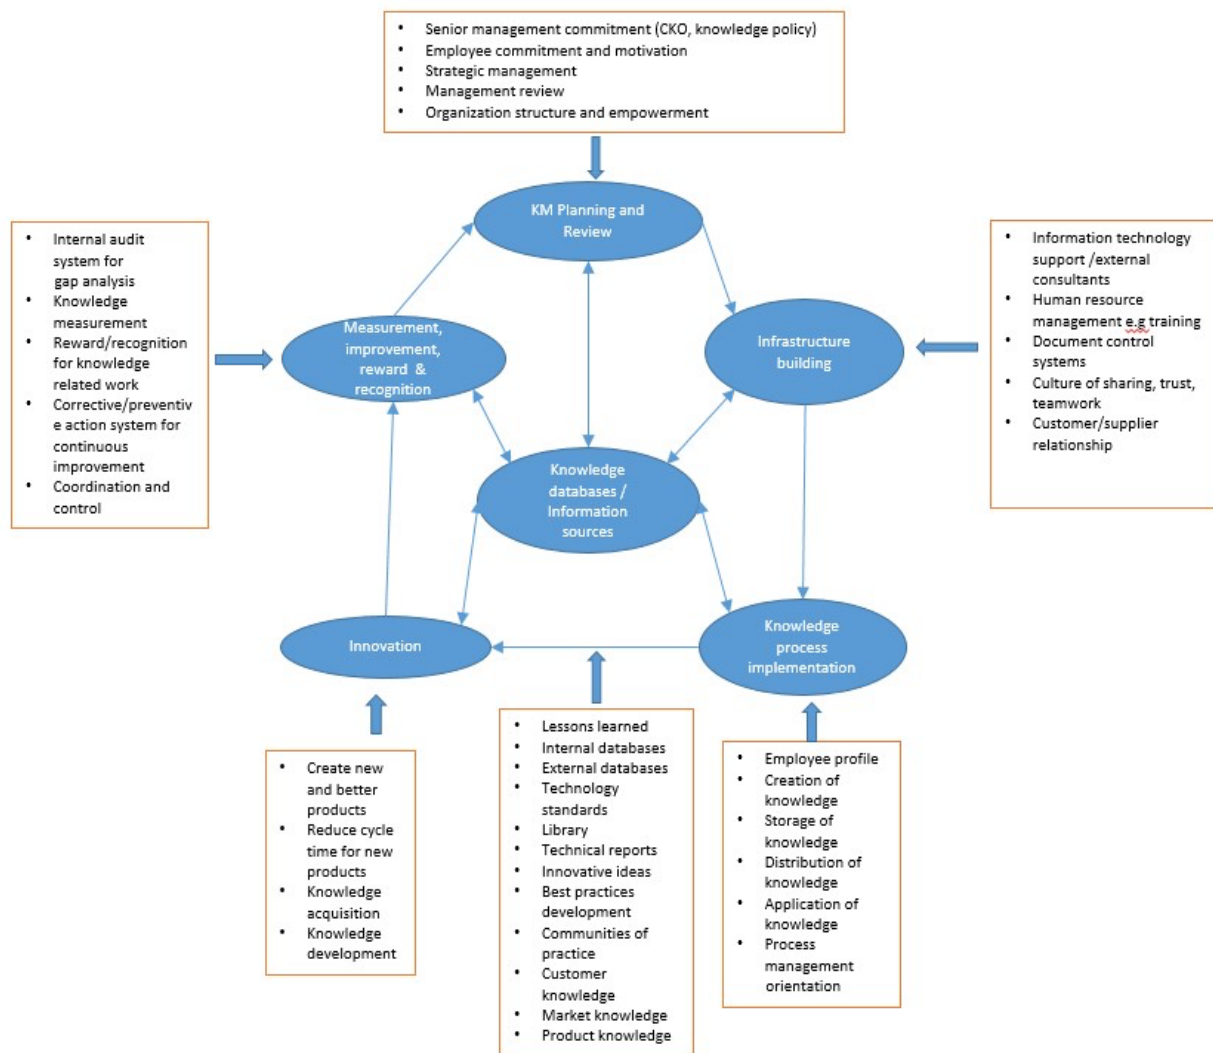 • Senior management commitment (CKO, knowledge policy)
• Employee commitment and motivation
• Strategic management
• Management review
• Organization structure and empowerment
KM Planning and
Review
• Internal audit
system for
gap analysis
• Knowledge
measurement
• Reward/recognition
for knowledge
related work
• Corrective/preventiv
e action system for
continuous
improvement
• Coordination and
control
Measurement,
improvement,
reward & 
recognition
Infrastructure
building
• Information technology
support /external
consultants
• Human resource
management e.g training
• Document control
systems
• Culture of sharing, trust,
teamwork
• Customer/supplier
relationship
Knowledge
databases /
Information
sources
Innovation
Knowledge
process
implementation
• Create new
and better
products
• Reduce cycle
time for new
products
• Knowledge
acquisition
• Knowledge
development
• Lessons learned
• Internal databases
• External databases
• Technology
standards
• Library
• Technical reports
• Innovative ideas
• Best practices
development
• Communities of
practice
• Customer
knowledge
• Market knowledge
• Product knowledge
• Employee profile
• Creation of
knowledge
• Storage of
knowledge
• Distribution of
knowledge
• Application of
knowledge
• Process
management
orientation